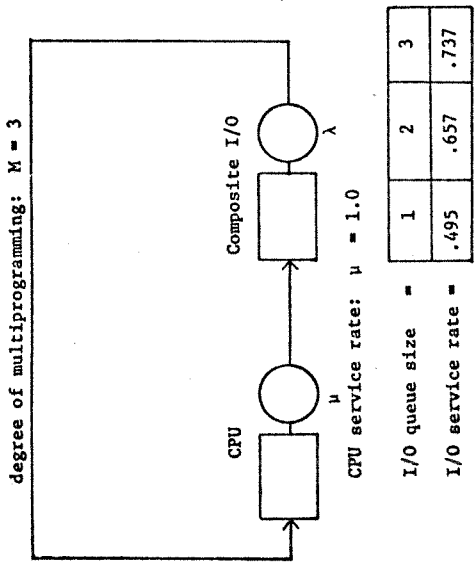 degree of multiprogramming: M = 3
CPU
Composite I/O
μ
λ
CPU service rate: μ = 1.0
I/O queue size = 1 2 3
I/O service rate = .495 .657 .737